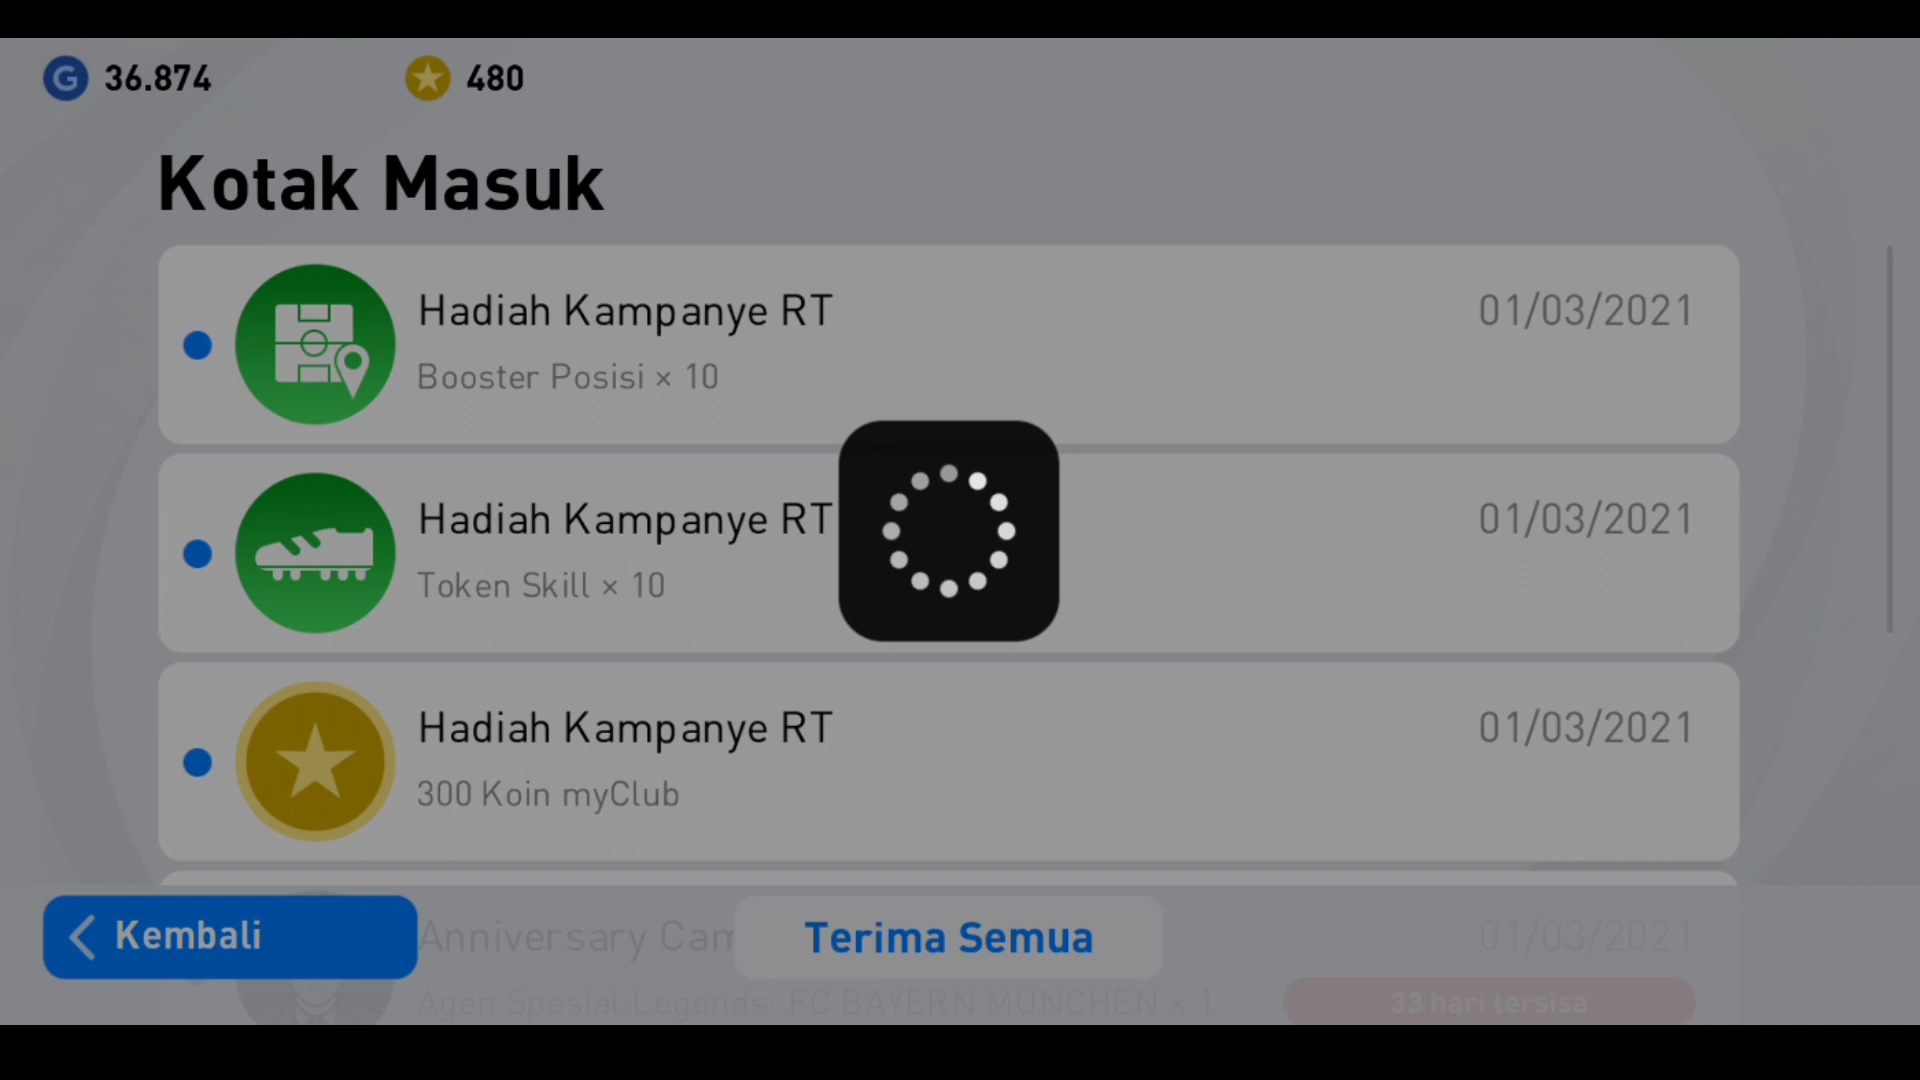 G 36.874 480
Kotak Masuk
Hadiah Kampanye RT 01/03/2021
Booster Posisi × 10
Hadiah Kampanye RT 01/03/2021
Token Skill × 10
Hadiah Kampanye RT 01/03/2021
300 Koin myClub
Kembali
Anniversary Cam 01/03/2021
Terima Semua
Agen Spesial:Legends: FC BAYERN MÜNCHEN × 1 33 hari tersisa